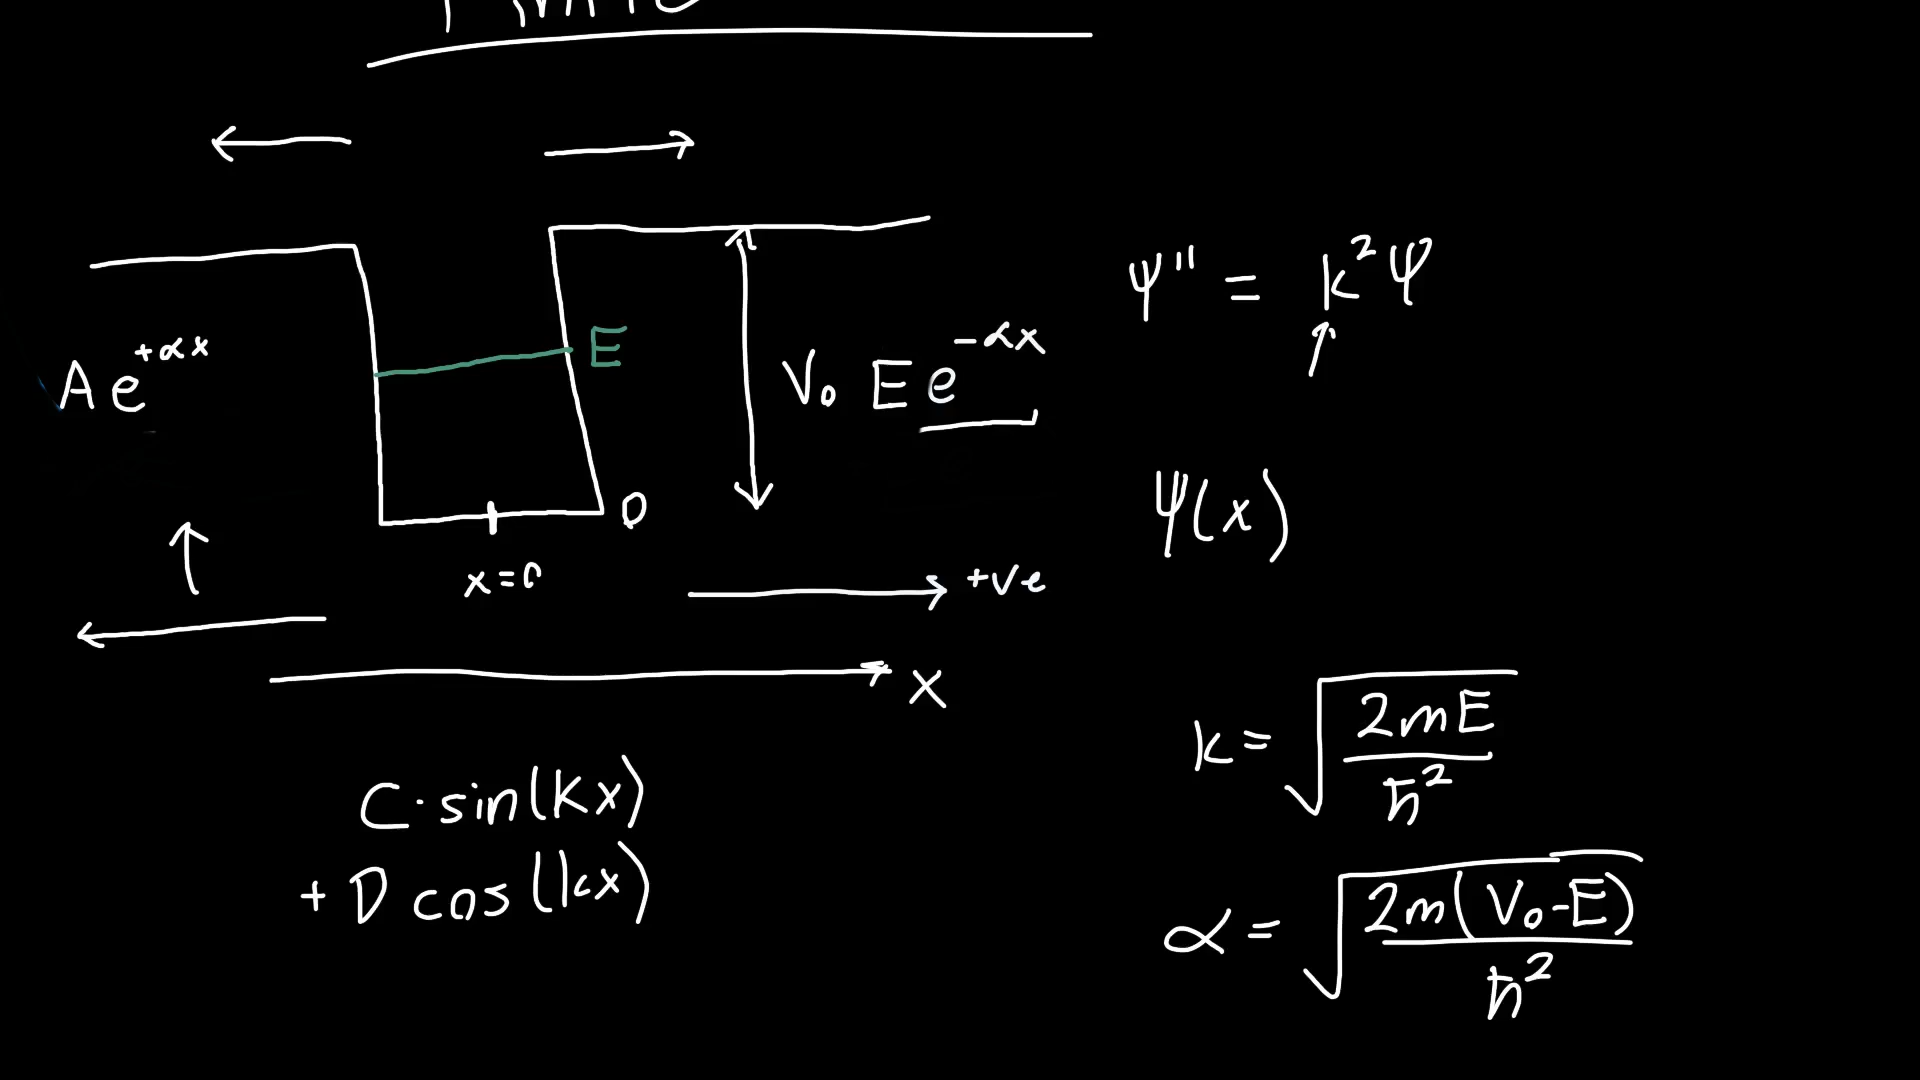 Ae^{+αx}
E
V₀ Ee^{-αx}
0
x=0
+ve
x
C·sin(kx)
+ D cos(kx)
ψ'' = k²ψ
ψ(x)
k = √(2mE/ħ²)
α = √(2m(V₀-E)/ħ²)